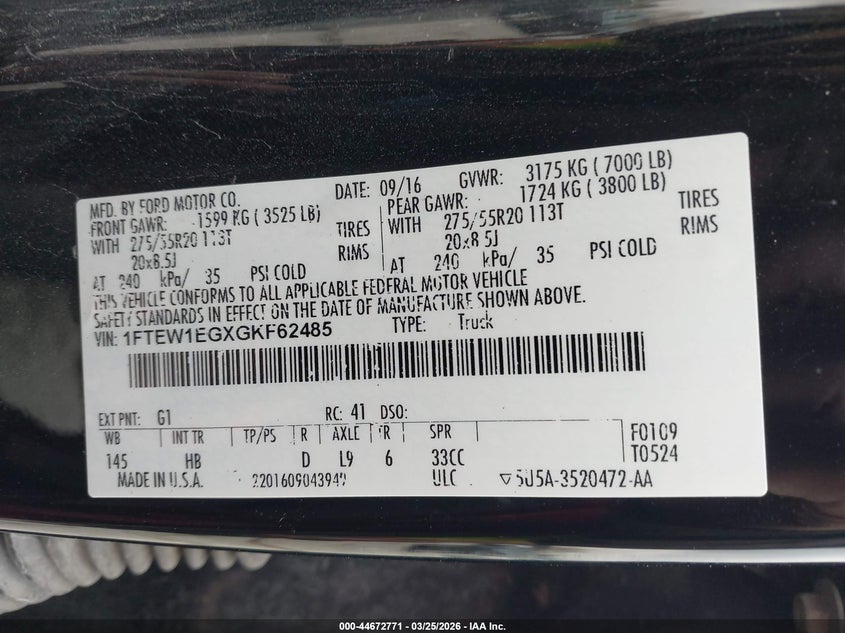 MFD. BY FORD MOTOR CO. DATE: 09/16 GVWR: 3175 KG ( 7000 LB)
FRONT GAWR: 1599 KG ( 3525 LB) REAR GAWR: 1724 KG ( 3800 LB)
WITH 275/55R20 113T TIRES WITH 275/55R20 113T TIRES
20x8.5J RIMS 20x8.5J RIMS
AT 240 kPa/ 35 PSI COLD AT 240 kPa/ 35 PSI COLD
THIS VEHICLE CONFORMS TO ALL APPLICABLE FEDERAL MOTOR VEHICLE
SAFETY STANDARDS IN EFFECT ON THE DATE OF MANUFACTURE SHOWN ABOVE.
VIN: 1FTEW1EGXGKF62485 TYPE: Truck
EXT PNT: G1 RC: 41 DSO:
WB INT TR TP/PS R AXLE TR SPR F0109
145 HB D L9 6 33CC T0524
MADE IN U.S.A. 220160904394? ULC ▽5U5A-3520472-AA
000-44672771 - 03/25/2026 - IAA Inc.